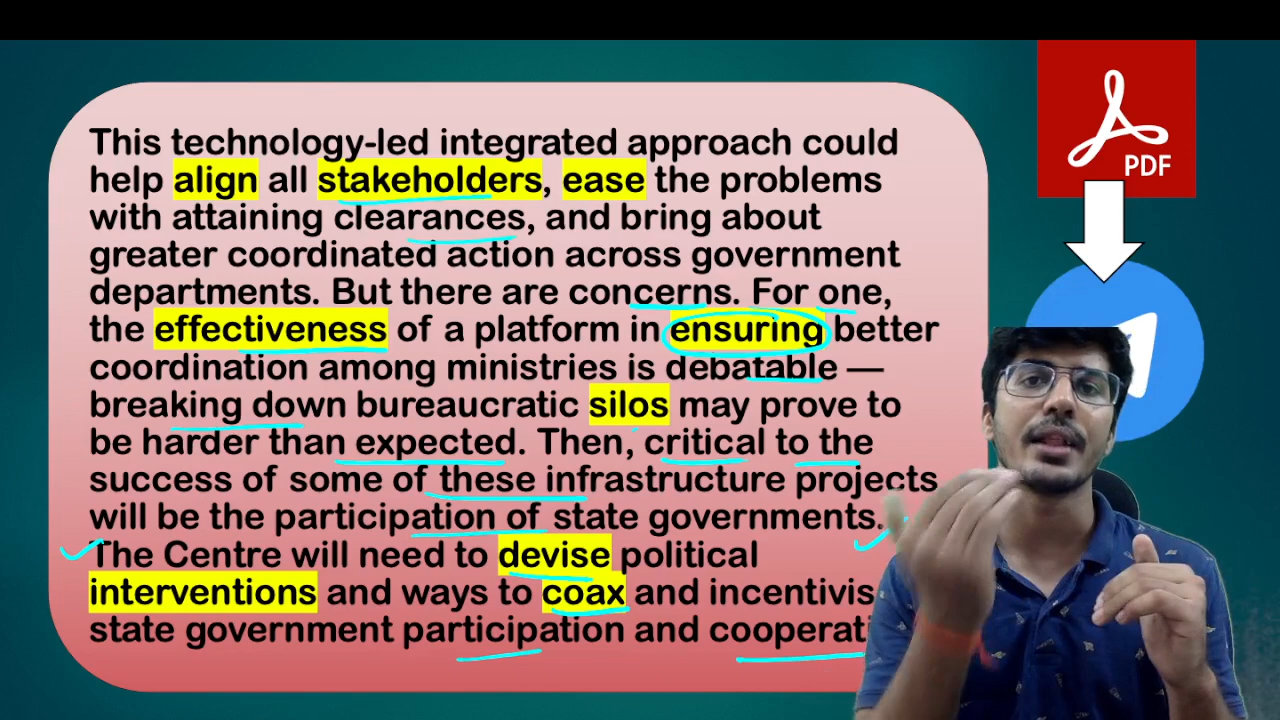 This technology-led integrated approach could
help align all stakeholders, ease the problems
with attaining clearances, and bring about
greater coordinated action across government
departments. But there are concerns. For one,
the effectiveness of a platform in ensuring better
coordination among ministries is debatable —
breaking down bureaucratic silos may prove to
be harder than expected. Then, critical to the
success of some of these infrastructure projects
will be the participation of state governments.
The Centre will need to devise political
interventions and ways to coax and incentivis
state government participation and cooperati
PDF